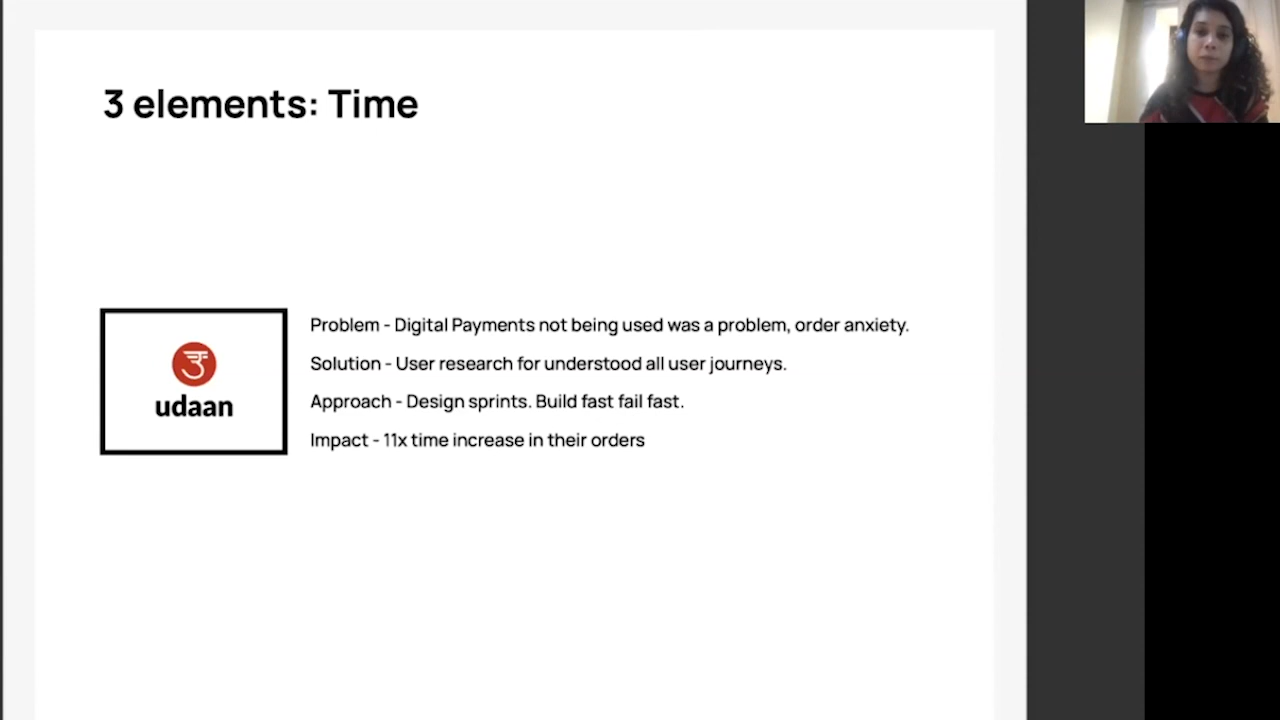 3 elements: Time
उ
udaan
Problem - Digital Payments not being used was a problem, order anxiety.
Solution - User research for understood all user journeys.
Approach - Design sprints. Build fast fail fast.
Impact - 11x time increase in their orders